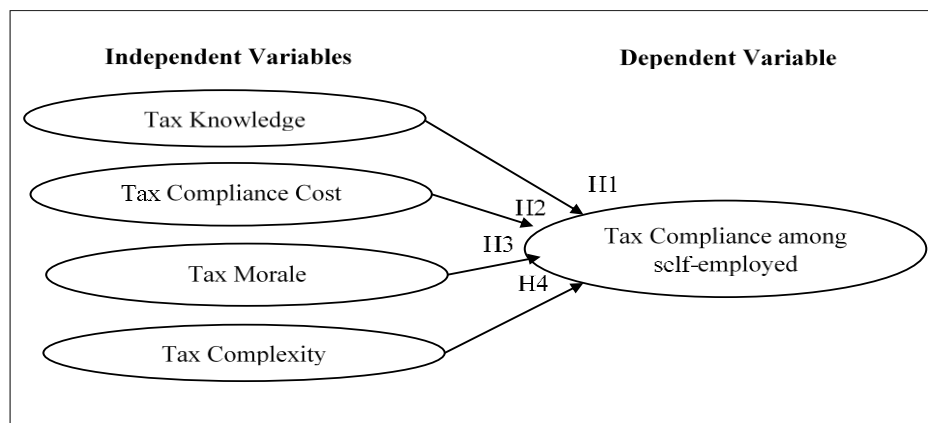 Independent Variables
Dependent Variable
Tax Knowledge
Tax Compliance Cost
Tax Morale
Tax Complexity
H1
H2
H3
H4
Tax Compliance among
self-employed